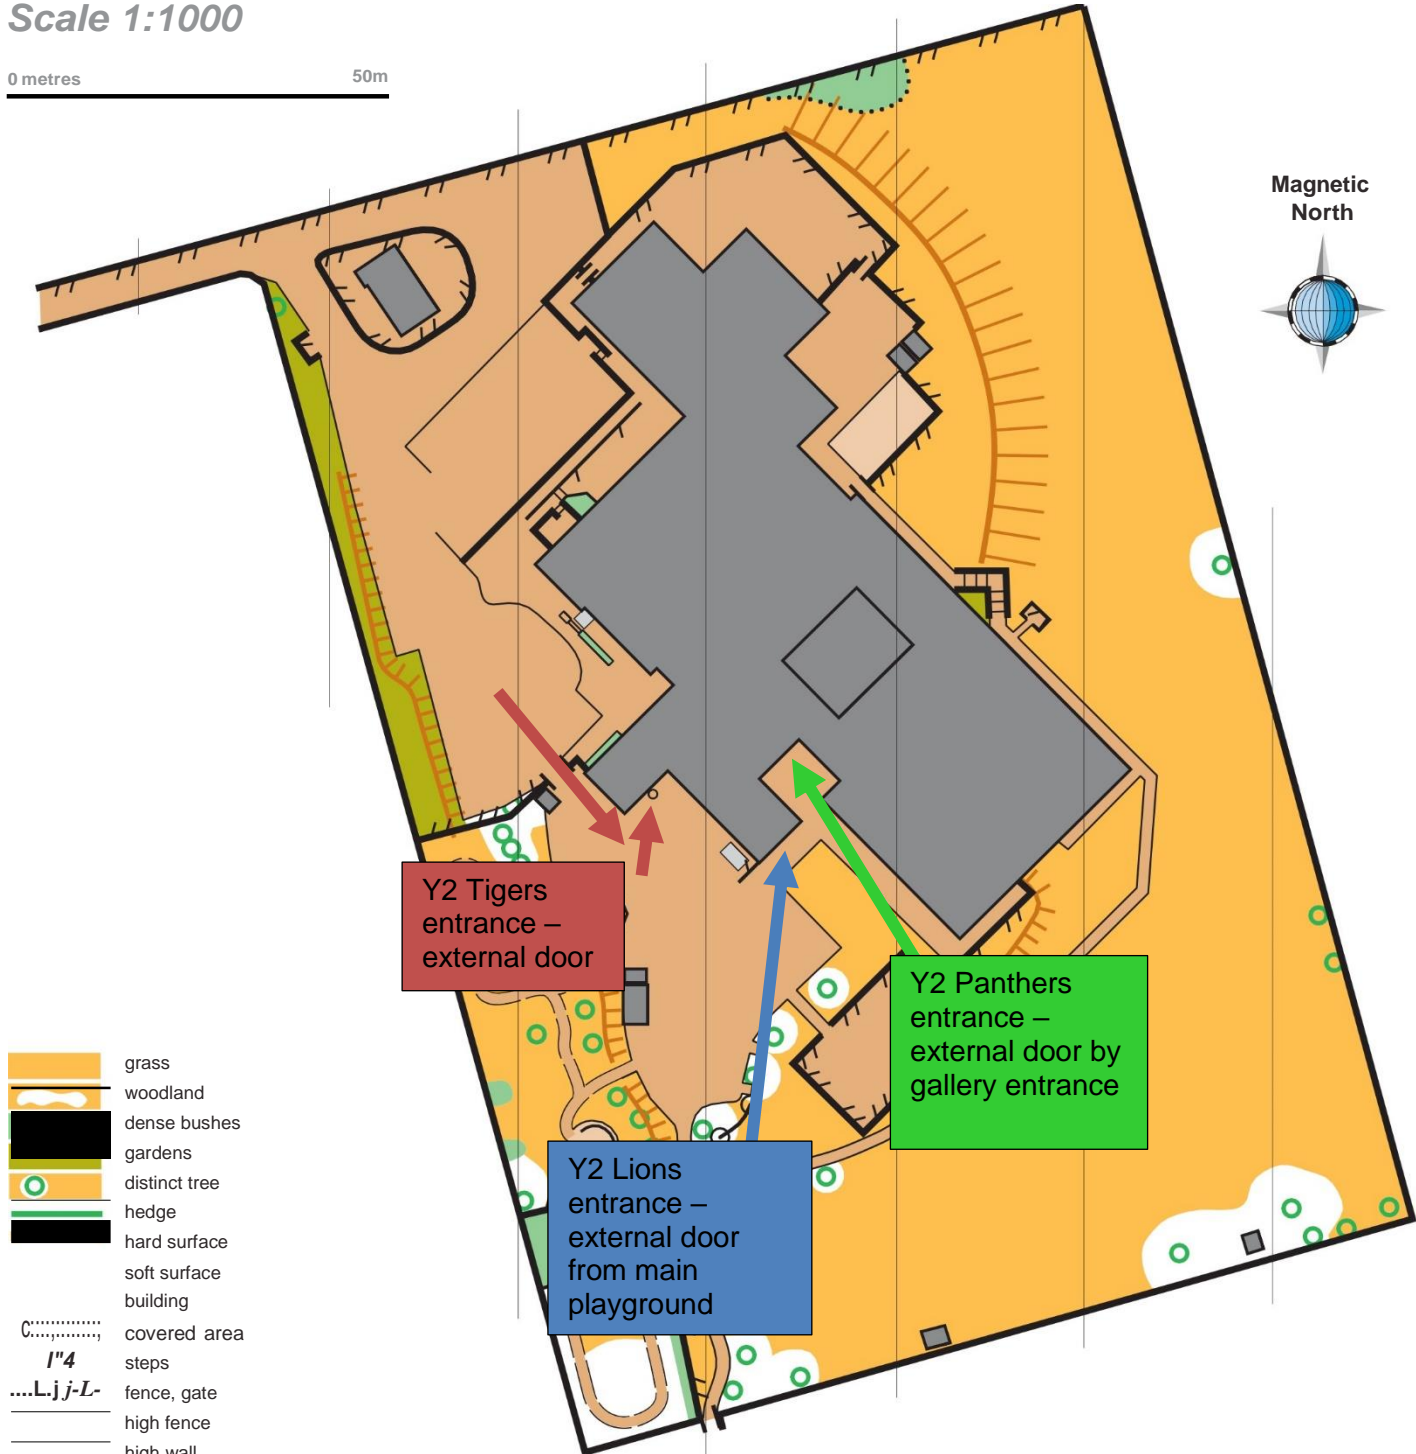 Scale 1:1000
0 metres 50m
Magnetic
North
Y2 Tigers
entrance –
external door
Y2 Panthers
entrance –
external door by
gallery entrance
Y2 Lions
entrance –
external door
from main
playground
grass
woodland
dense bushes
gardens
distinct tree
hedge
hard surface
soft surface
building
covered area
steps
fence, gate
high fence
high wall